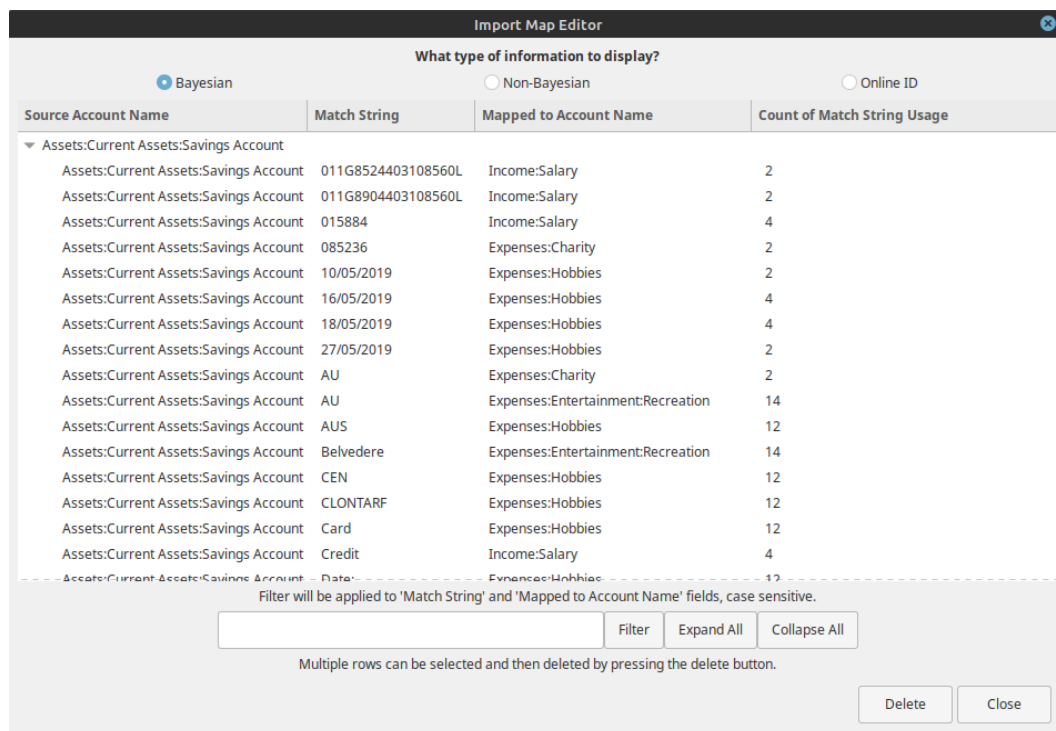 Import Map Editor
What type of information to display?
Bayesian Non-Bayesian Online ID
Source Account Name Match String Mapped to Account Name Count of Match String Usage
Assets:Current Assets:Savings Account
Assets:Current Assets:Savings Account 011G8524403108560L Income:Salary 2
Assets:Current Assets:Savings Account 011G8904403108560L Income:Salary 2
Assets:Current Assets:Savings Account 015884 Income:Salary 4
Assets:Current Assets:Savings Account 085236 Expenses:Charity 2
Assets:Current Assets:Savings Account 10/05/2019 Expenses:Hobbies 2
Assets:Current Assets:Savings Account 16/05/2019 Expenses:Hobbies 4
Assets:Current Assets:Savings Account 18/05/2019 Expenses:Hobbies 4
Assets:Current Assets:Savings Account 27/05/2019 Expenses:Hobbies 2
Assets:Current Assets:Savings Account AU Expenses:Charity 2
Assets:Current Assets:Savings Account AU Expenses:Entertainment:Recreation 14
Assets:Current Assets:Savings Account AUS Expenses:Hobbies 12
Assets:Current Assets:Savings Account Belvedere Expenses:Entertainment:Recreation 14
Assets:Current Assets:Savings Account CEN Expenses:Hobbies 12
Assets:Current Assets:Savings Account CLONTARF Expenses:Hobbies 12
Assets:Current Assets:Savings Account Card Expenses:Hobbies 12
Assets:Current Assets:Savings Account Credit Income:Salary 4
Assets:Current Assets:Savings Account Date: Expenses:Hobbies 12
Filter will be applied to 'Match String' and 'Mapped to Account Name' fields, case sensitive.
Filter Expand All Collapse All
Multiple rows can be selected and then deleted by pressing the delete button.
Delete Close